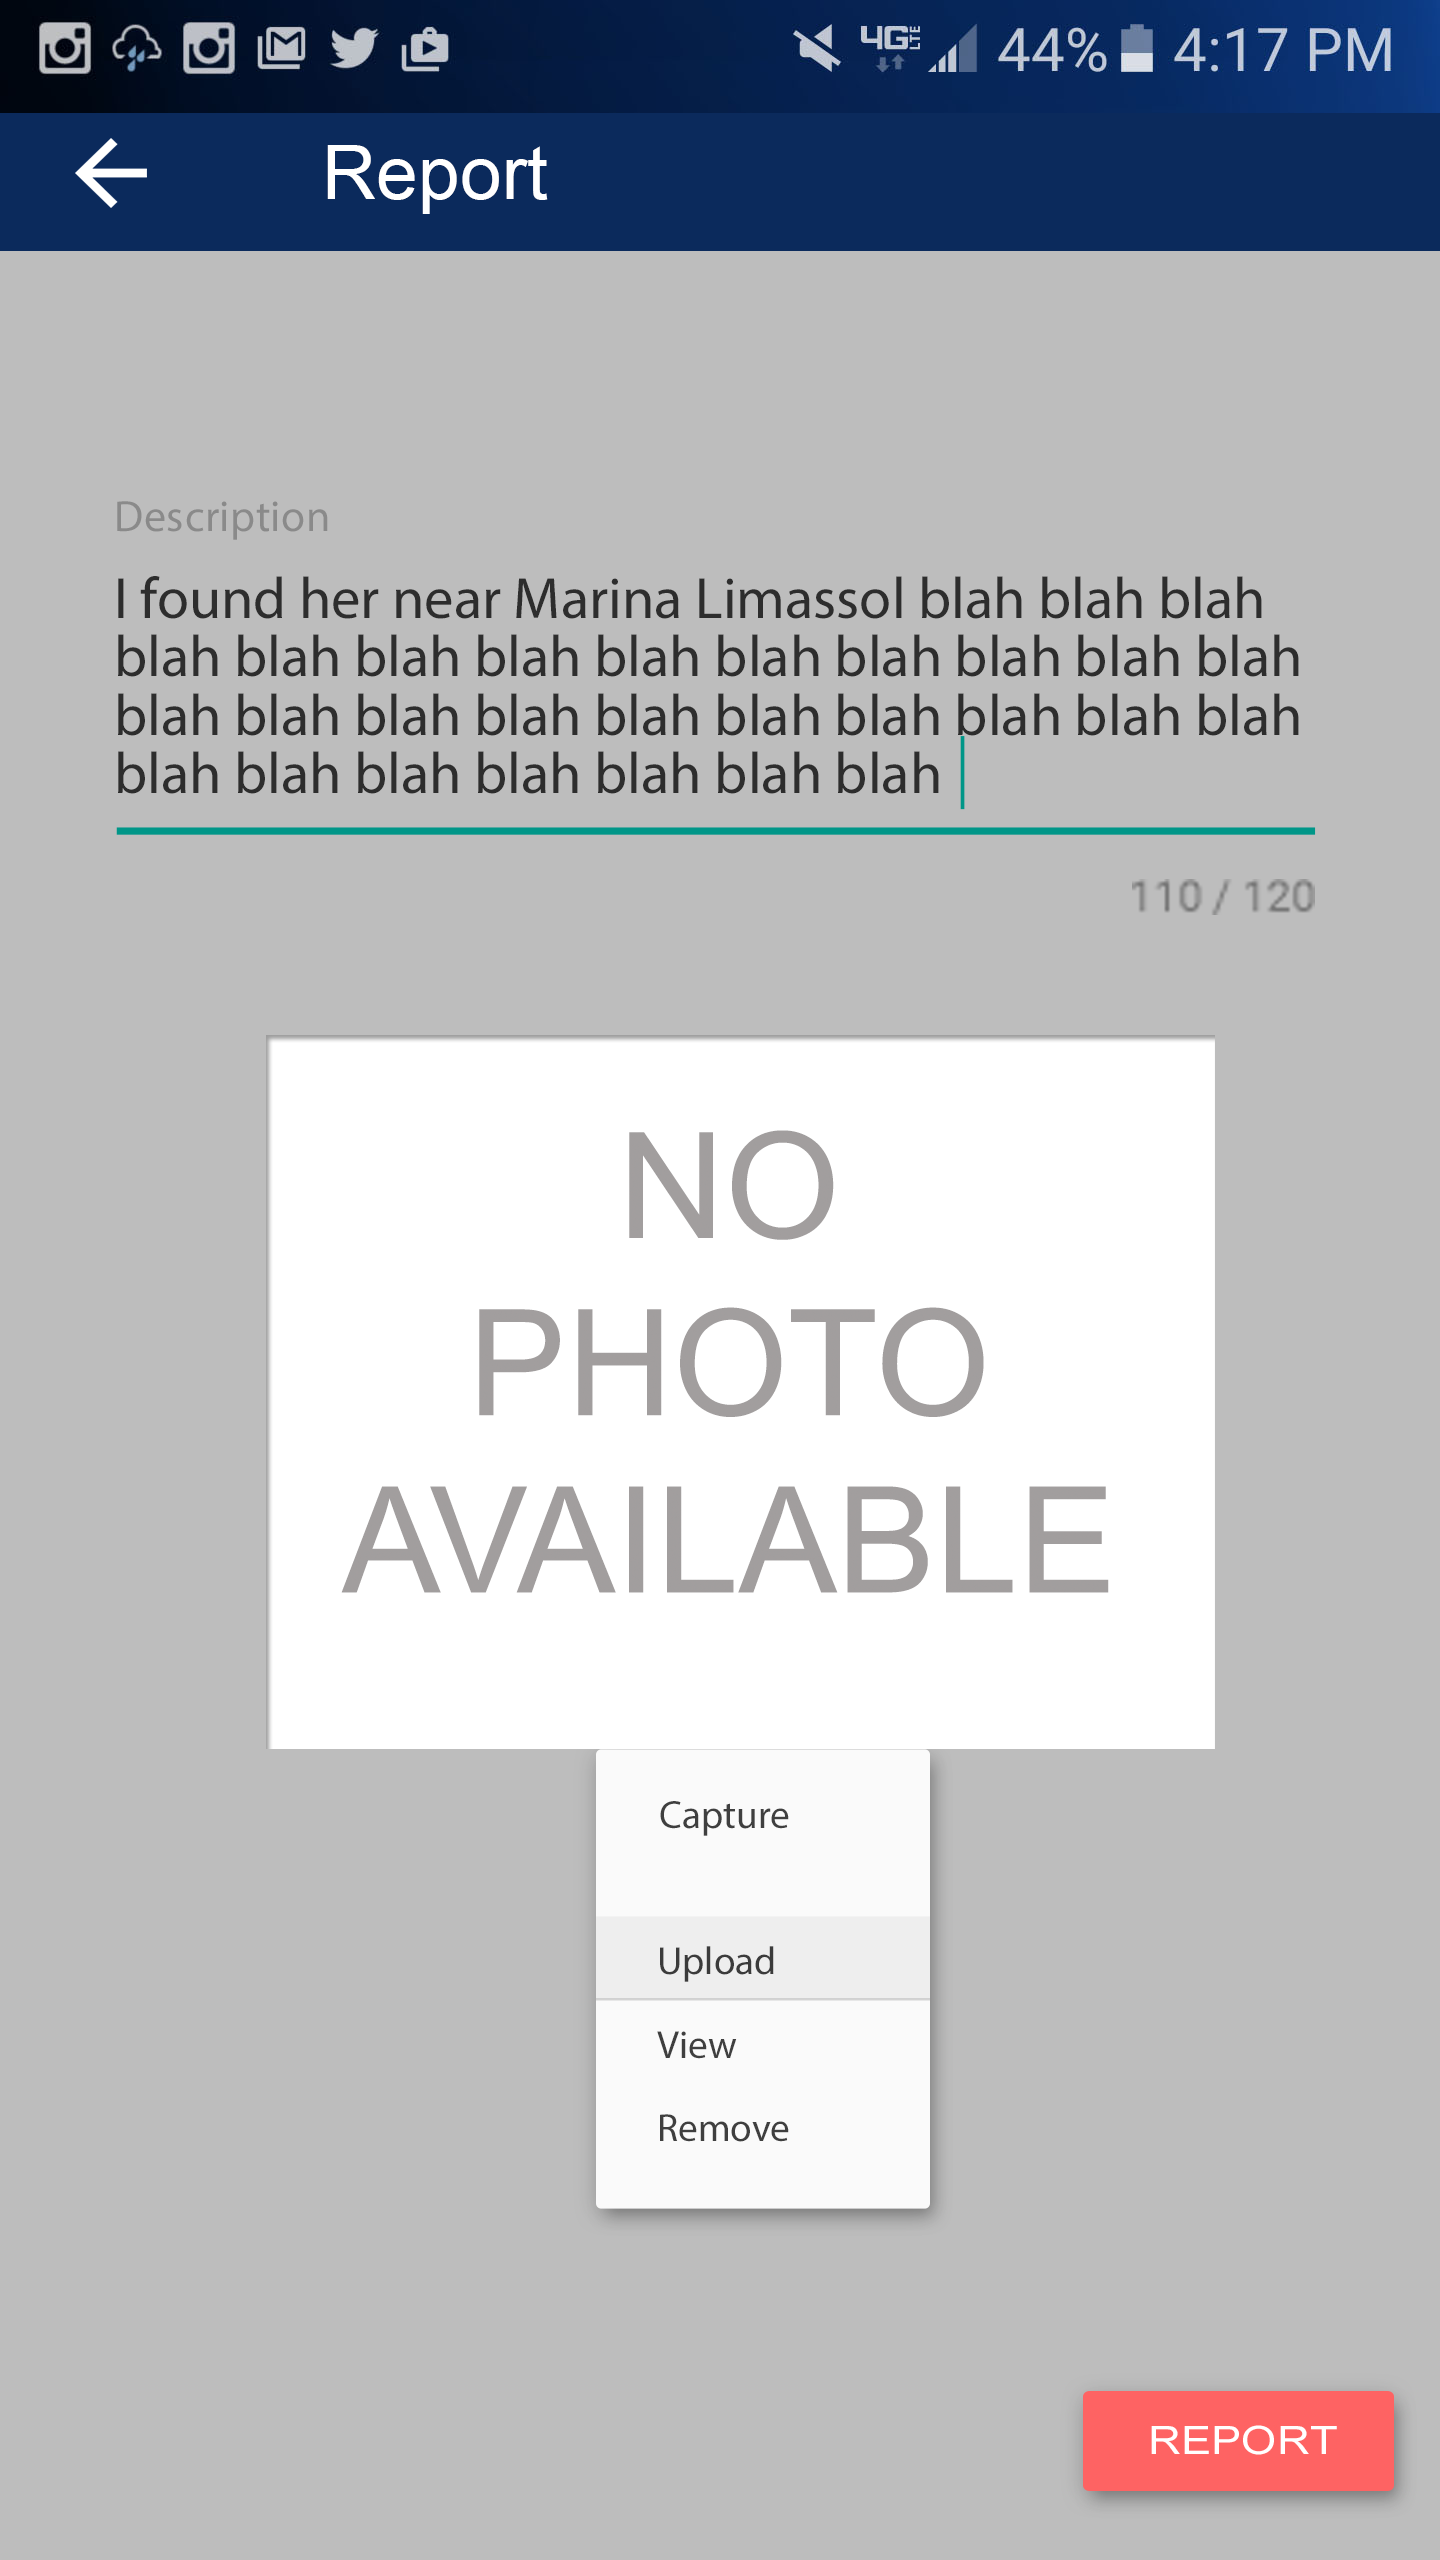 4G LTE 44% 4:17 PM
Report
Description
I found her near Marina Limassol blah blah blah
blah blah blah blah blah blah blah blah blah blah
blah blah blah blah blah blah blah blah blah blah
blah blah blah blah blah blah blah
110 / 120
NO
PHOTO
AVAILABLE
Capture
Upload
View
Remove
REPORT